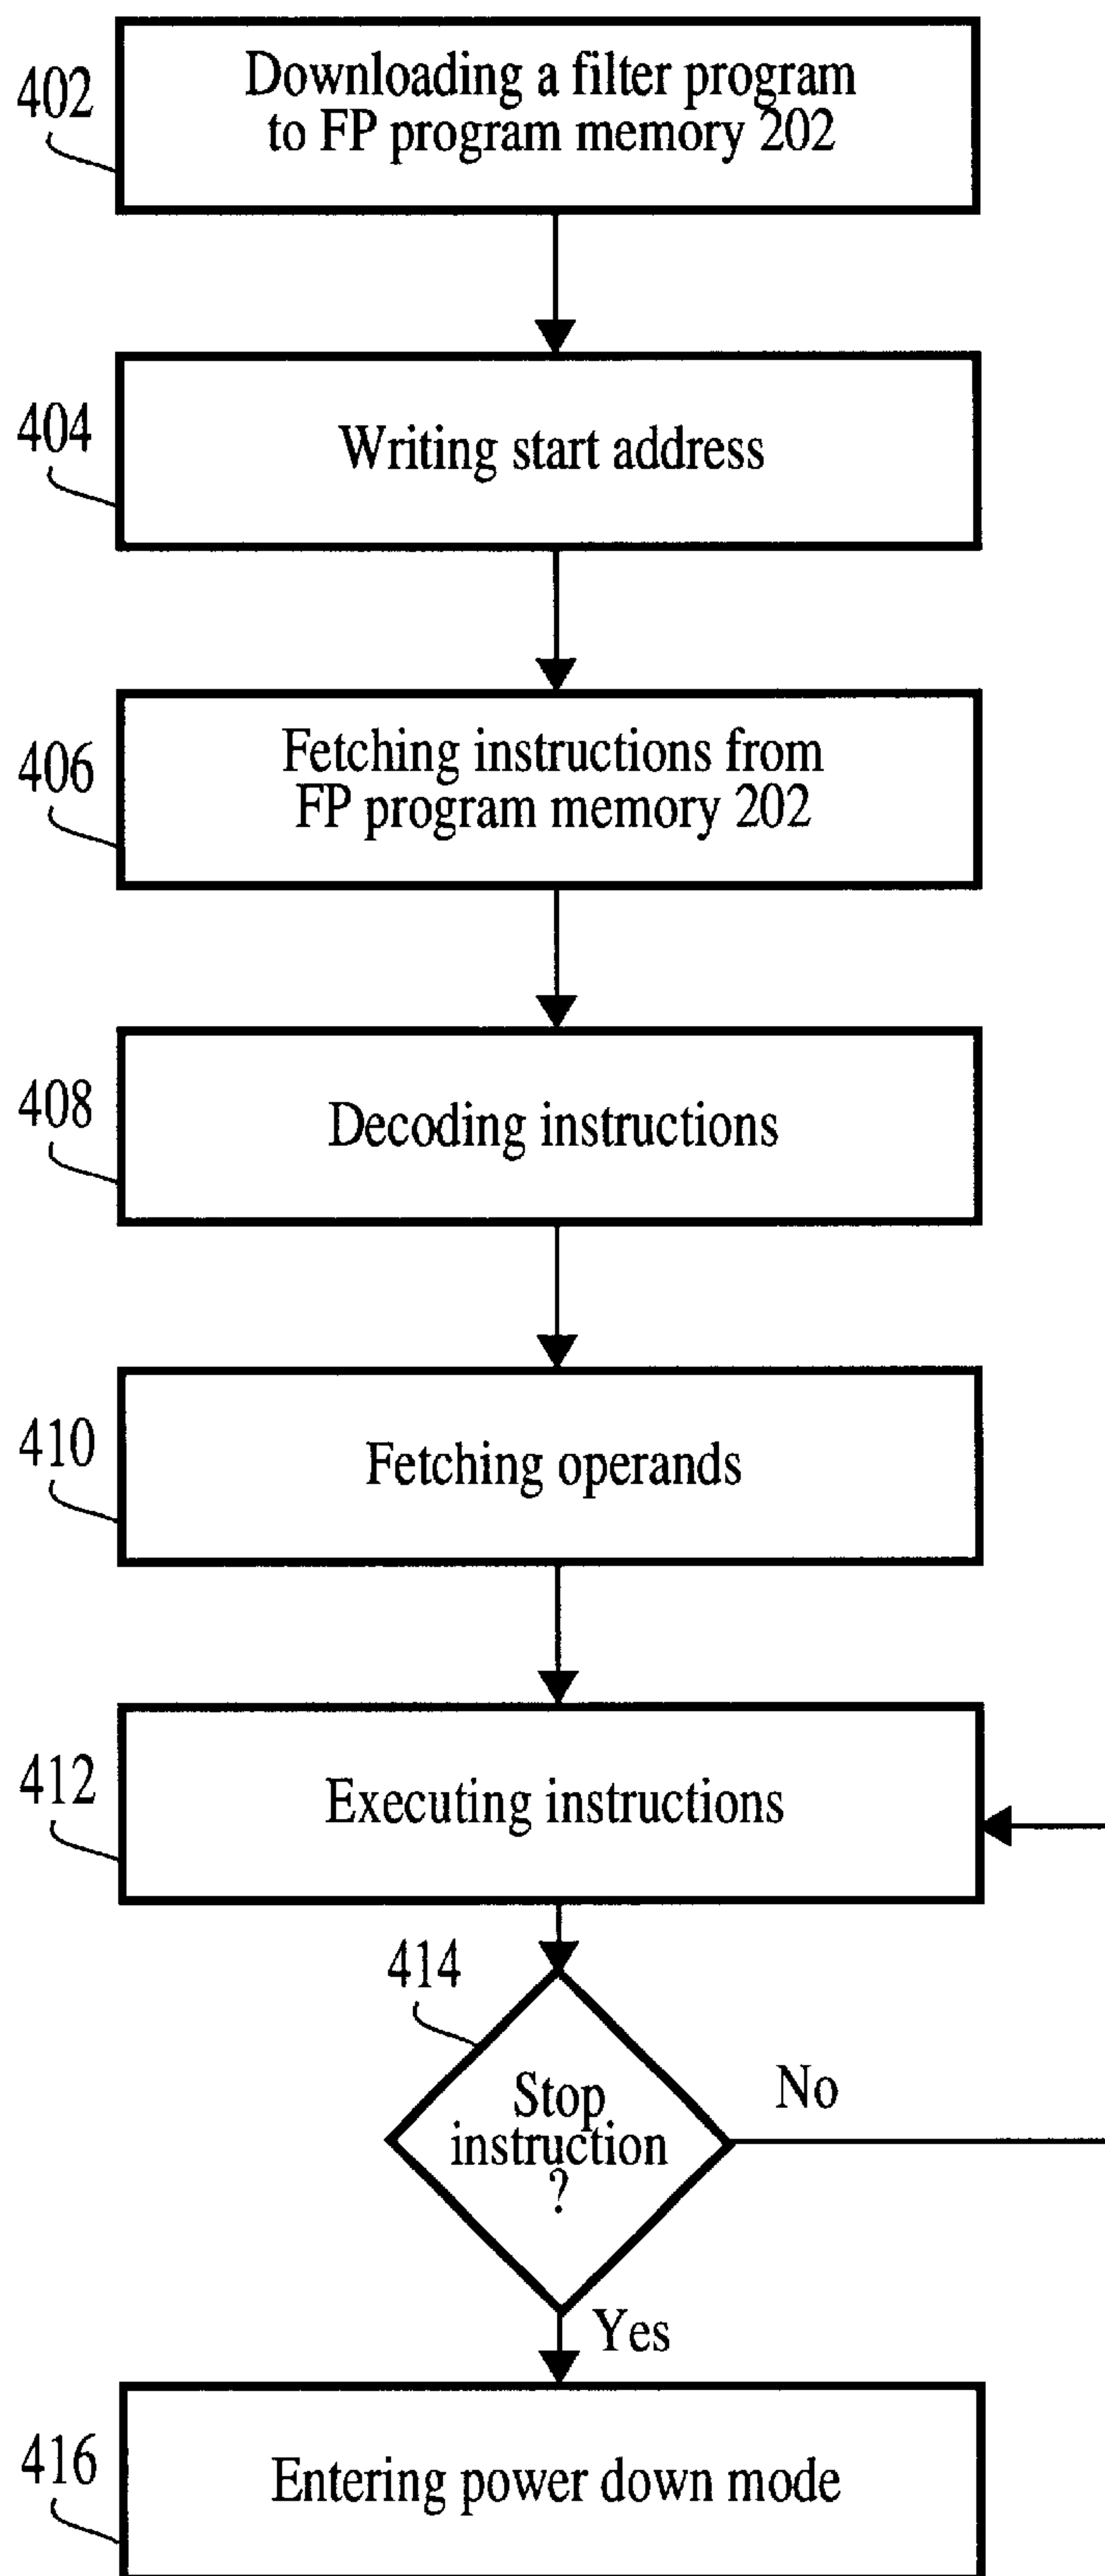 402
Downloading a filter program
to FP program memory 202
404
Writing start address
406
Fetching instructions from
FP program memory 202
408
Decoding instructions
410
Fetching operands
412
Executing instructions
414
Stop
instruction
?
No
Yes
416
Entering power down mode